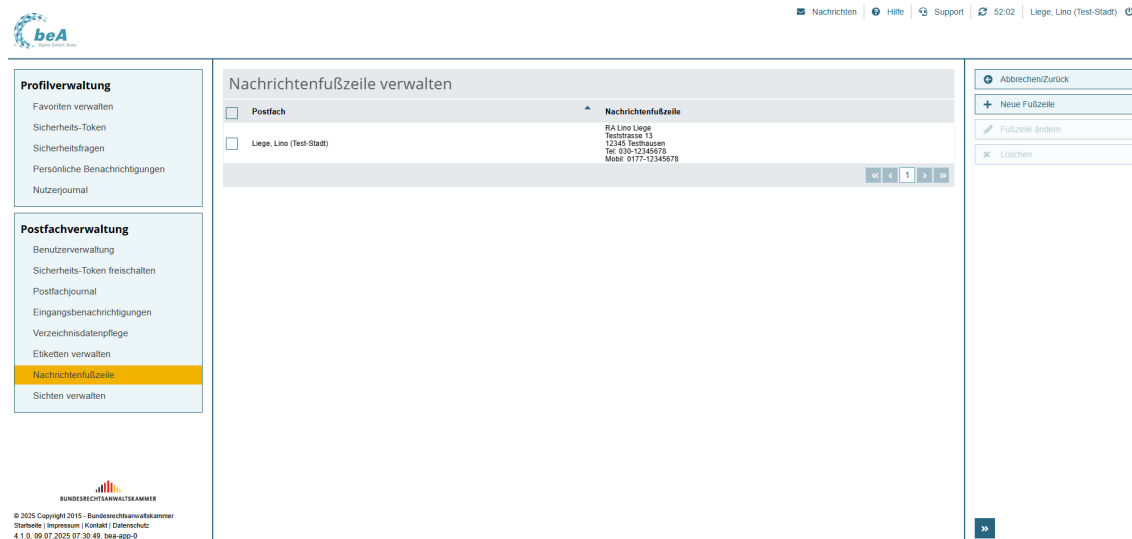 Nachrichten
Hilfe
Support
52:02
Liege, Lino (Test-Stadt)
beA
Digital. Einfach. Sicher.
Profilverwaltung
Favoriten verwalten
Sicherheits-Token
Sicherheitsfragen
Persönliche Benachrichtigungen
Nutzerjournal
Postfachverwaltung
Benutzerverwaltung
Sicherheits-Token freischalten
Postfachjournal
Eingangsbenachrichtigungen
Verzeichnisdatenpflege
Etiketten verwalten
Nachrichtenfußzeile
Sichten verwalten
BUNDESRECHTSANWALTSKAMMER
© 2025 Copyright 2015 - Bundesrechtsanwaltskammer
Startseite | Impressum | Kontakt | Datenschutz
4.1.0, 09.07.2025 07:30:49, bea-app-0
Nachrichtenfußzeile verwalten
Postfach
Nachrichtenfußzeile
Liege, Lino (Test-Stadt)
RA Lino Liege
Teststrasse 13
12345 Testhausen
Tel: 030-12345678
Mobil: 0177-12345678
« < 1 > »
Abbrechen/Zurück
Neue Fußzeile
Fußzeile ändern
Löschen
»